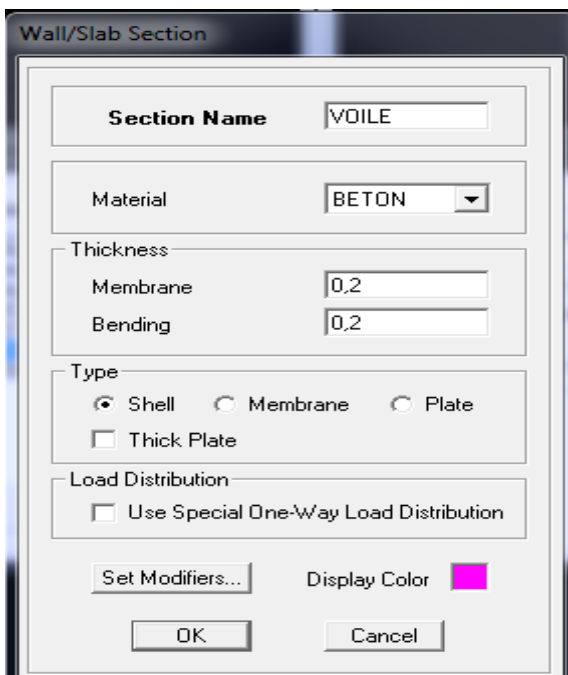 Wall/Slab Section
Section Name VOILE
Material BETON
Thickness
Membrane 0,2
Bending 0,2
Type
Shell Membrane Plate
Thick Plate
Load Distribution
Use Special One-Way Load Distribution
Set Modifiers... Display Color
OK Cancel